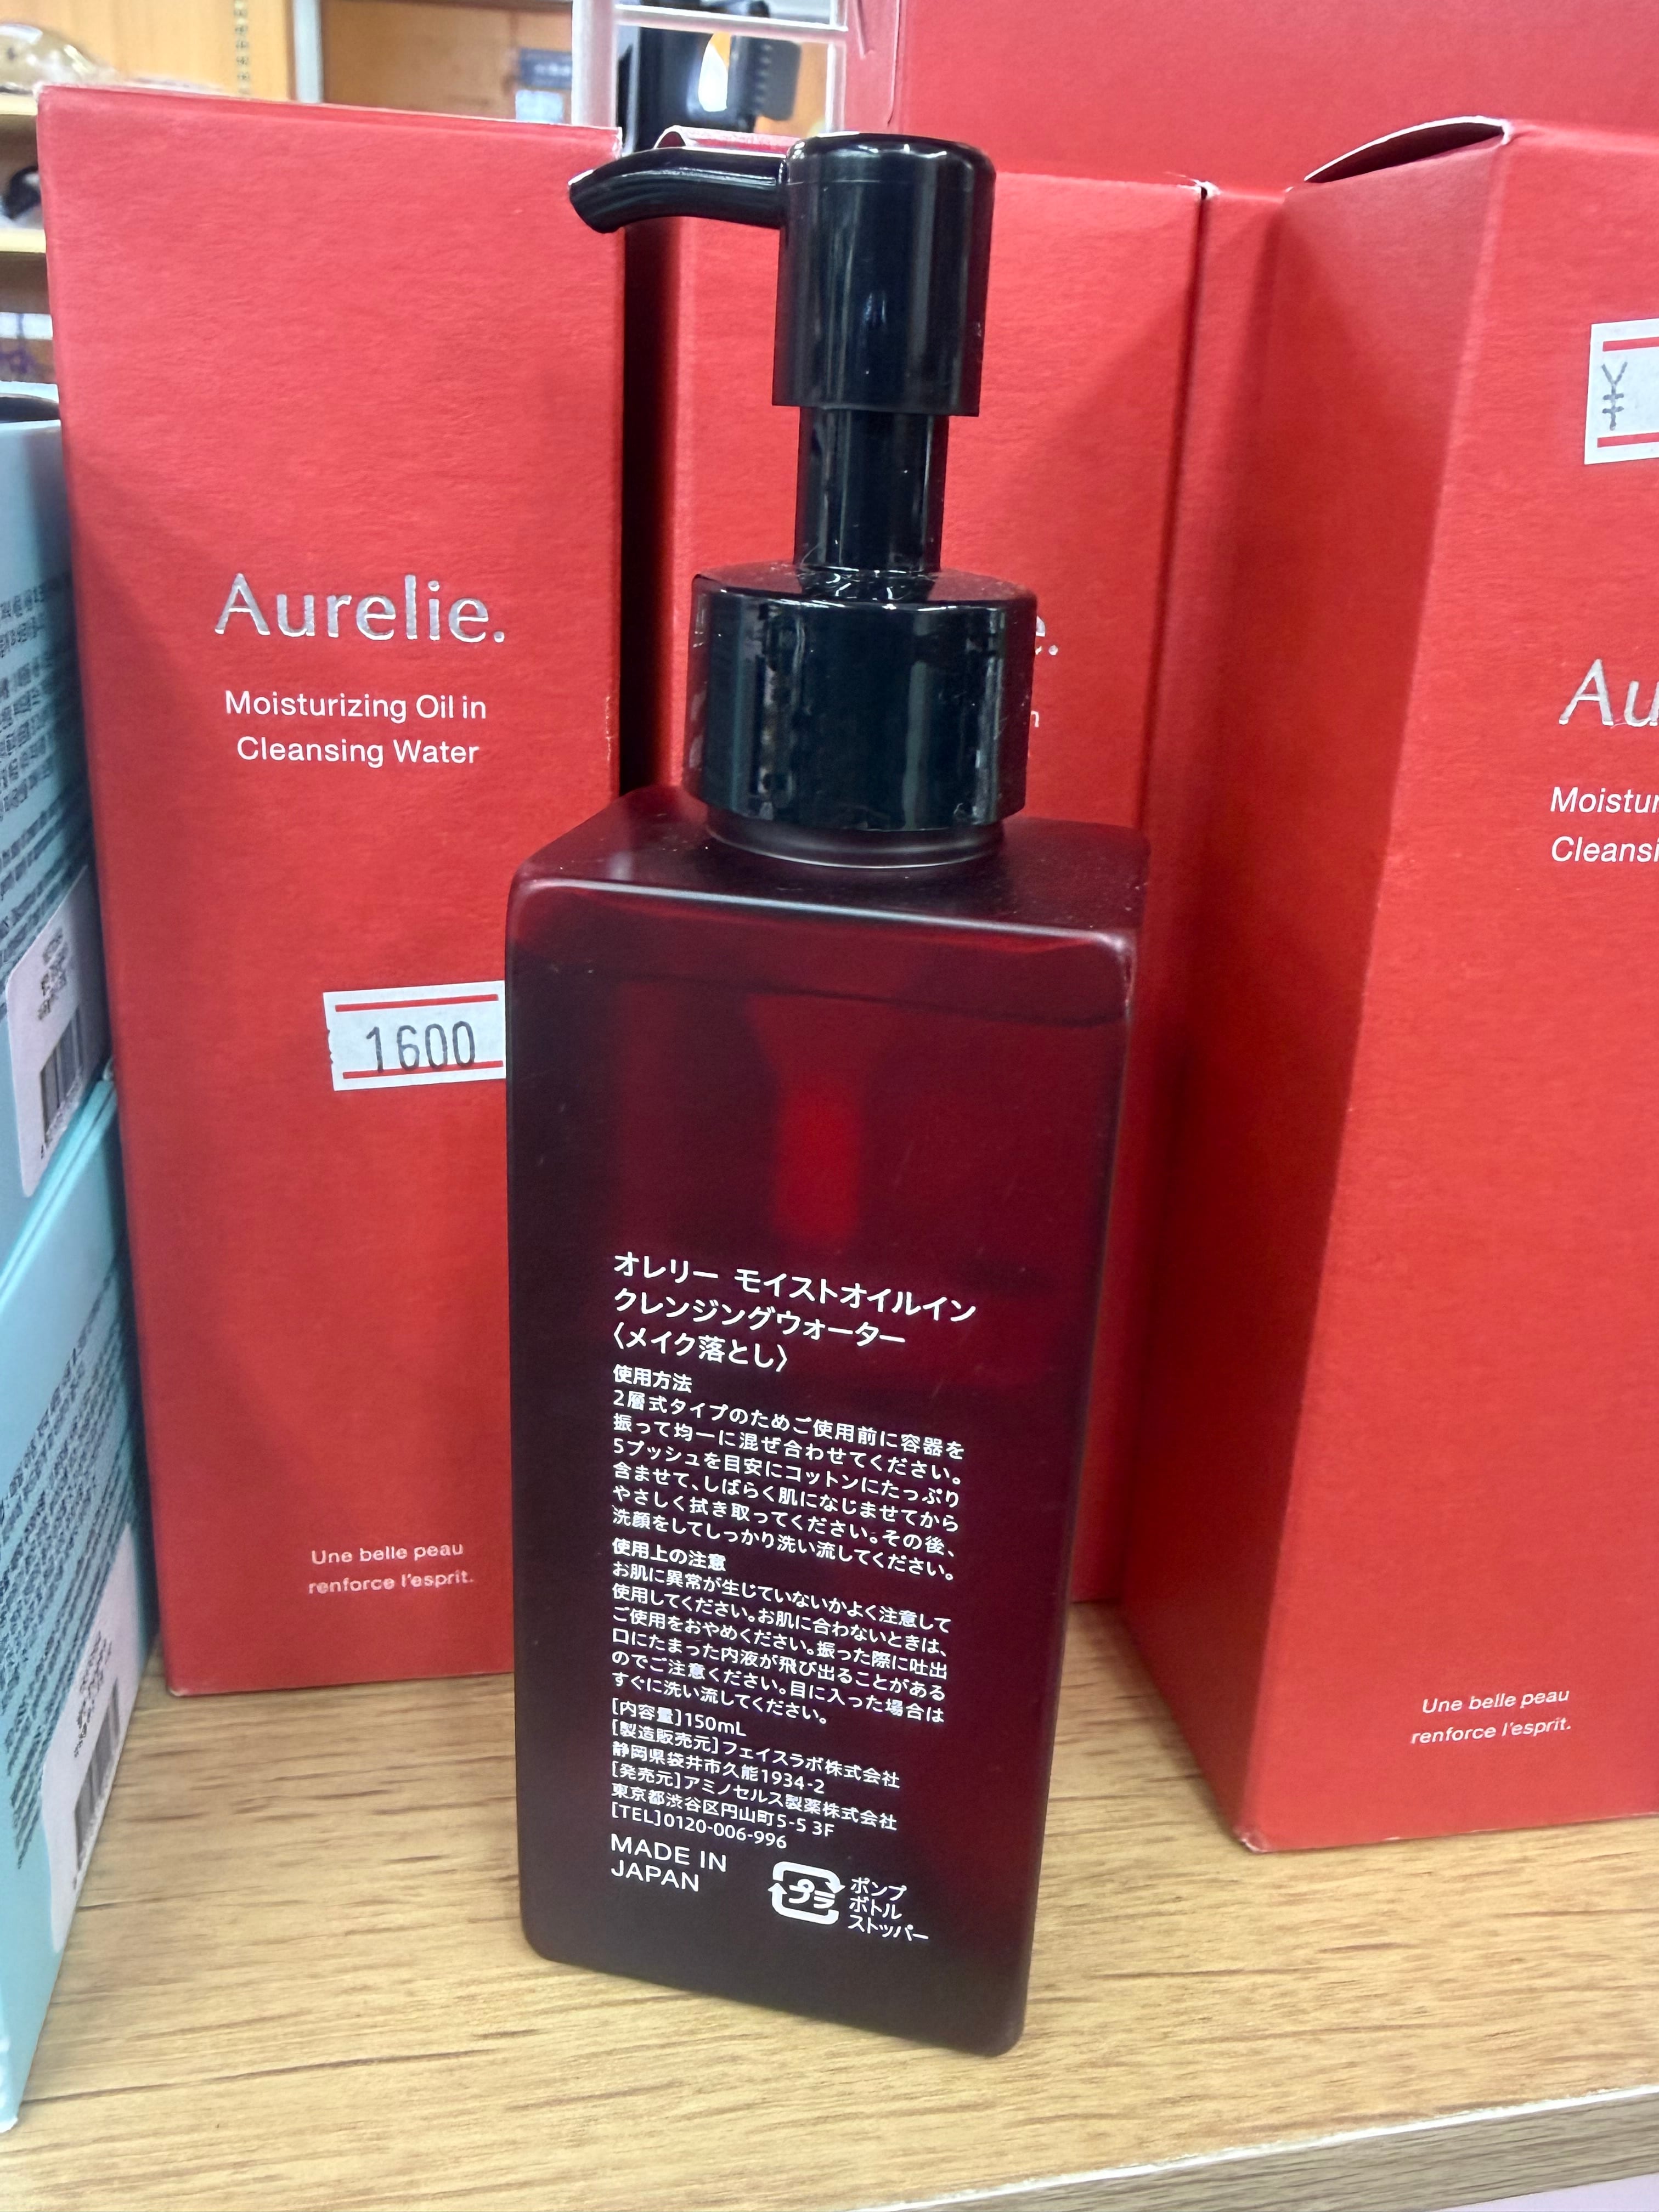 Aurelie.
Moisturizing Oil in
Cleansing Water
1600
Une belle peau
renforce l'esprit.
オレリー モイストオイルイン
クレンジングウォーター
〈メイク落とし〉
使用方法
2層式タイプのためご使用前に容器を
振って均一に混ぜ合わせてください。
5プッシュを目安にコットンにたっぷり
含ませて、しばらく肌になじませてから
やさしく拭き取ってください。その後、
洗顔をしてしっかり洗い流してください。
使用上の注意
お肌に異常が生じていないかよく注意して
使用してください。お肌に合わないときは、
ご使用をおやめください。振った際に吐出
口にたまった内液が飛び出ることがある
のでご注意ください。目に入った場合は
すぐに洗い流してください。
[内容量]150mL
[製造販売元]フェイスラボ株式会社
静岡県袋井市久能1934-2
[発売元]アミノセルス製薬株式会社
東京都渋谷区円山町5-5 3F
[TEL]0120-006-996
MADE IN
JAPAN
プラ
ポンプ
ボトル
ストッパー
e.
n
¥
Au
Moistur
Cleansi
Une belle peau
renforce l'esprit.